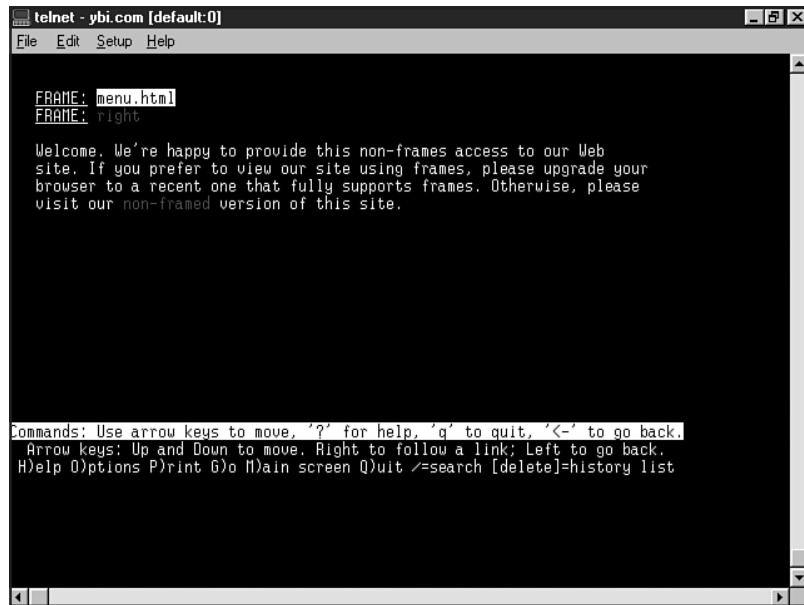 telnet - ybi.com [default:0]
File Edit Setup Help
FRAME: menu.html
FRAME: right
Welcome. We're happy to provide this non-frames access to our Web
site. If you prefer to view our site using frames, please upgrade your
browser to a recent one that fully supports frames. Otherwise, please
visit our non-framed version of this site.
Commands: Use arrow keys to move, '?' for help, 'q' to quit, '<-' to go back.
Arrow keys: Up and Down to move. Right to follow a link; Left to go back.
H)elp O)ptions P)rint G)o M)ain screen Q)uit /=search [delete]=history list